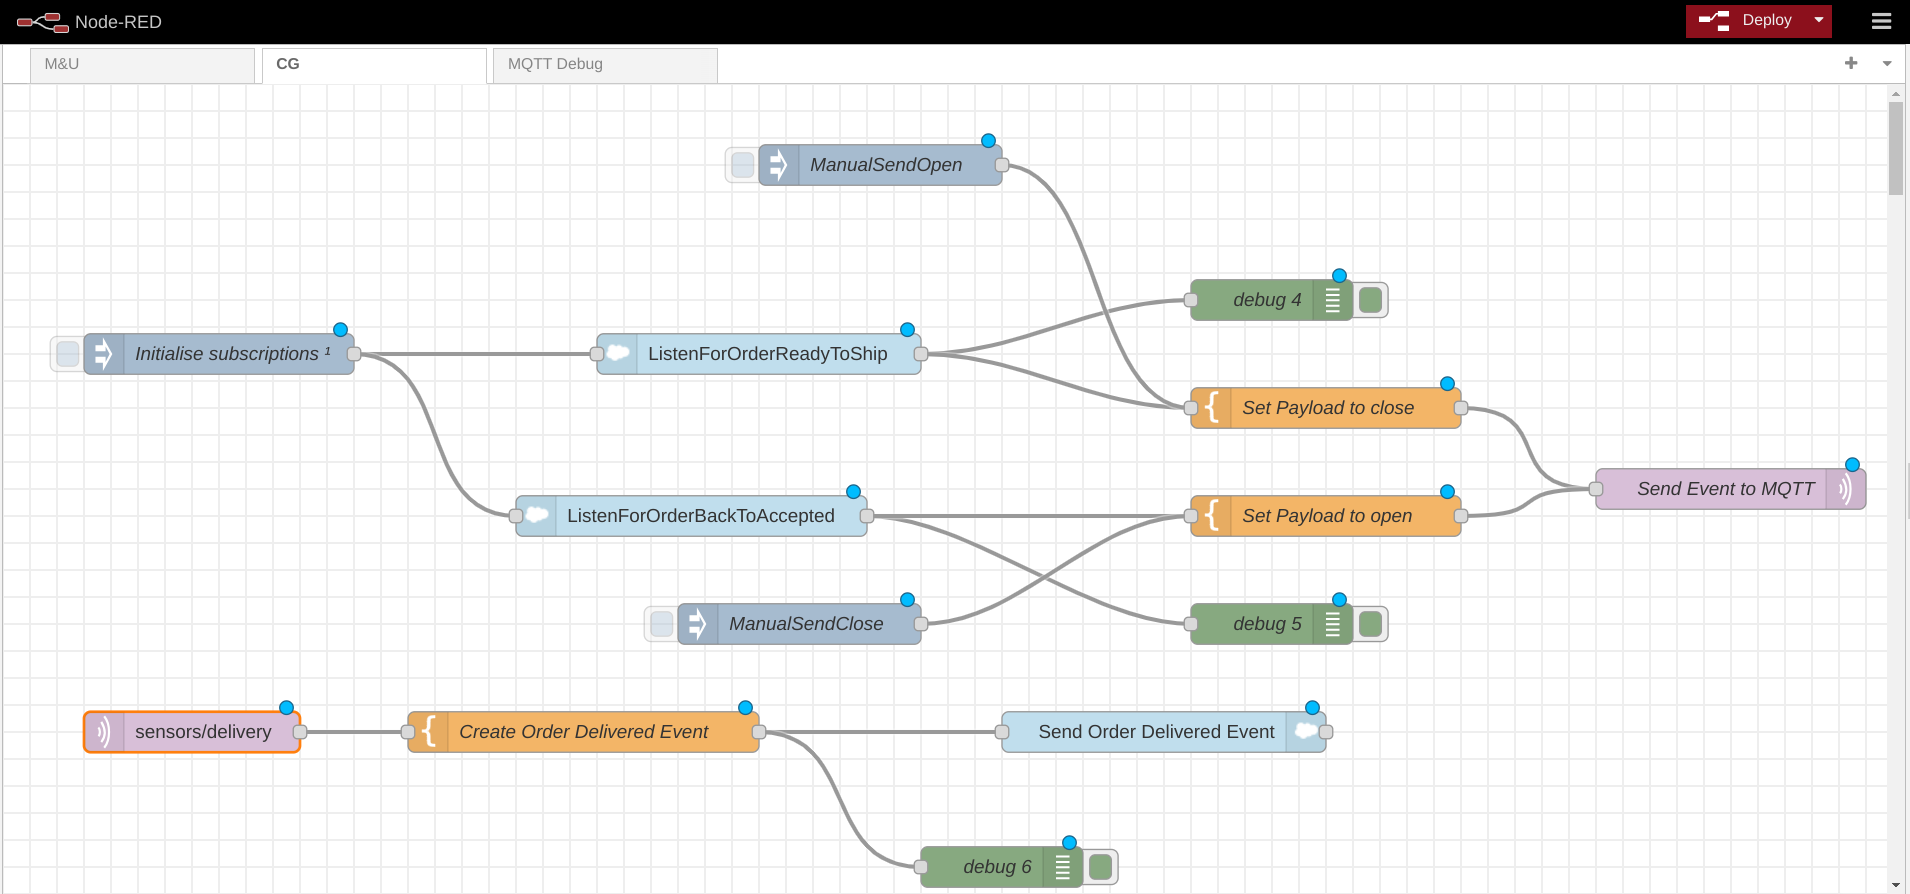 Node-RED
Deploy
M&U
CG
MQTT Debug
ManualSendOpen
debug 4
Initialise subscriptions ¹
ListenForOrderReadyToShip
Set Payload to close
Send Event to MQTT
ListenForOrderBackToAccepted
Set Payload to open
ManualSendClose
debug 5
sensors/delivery
Create Order Delivered Event
Send Order Delivered Event
debug 6